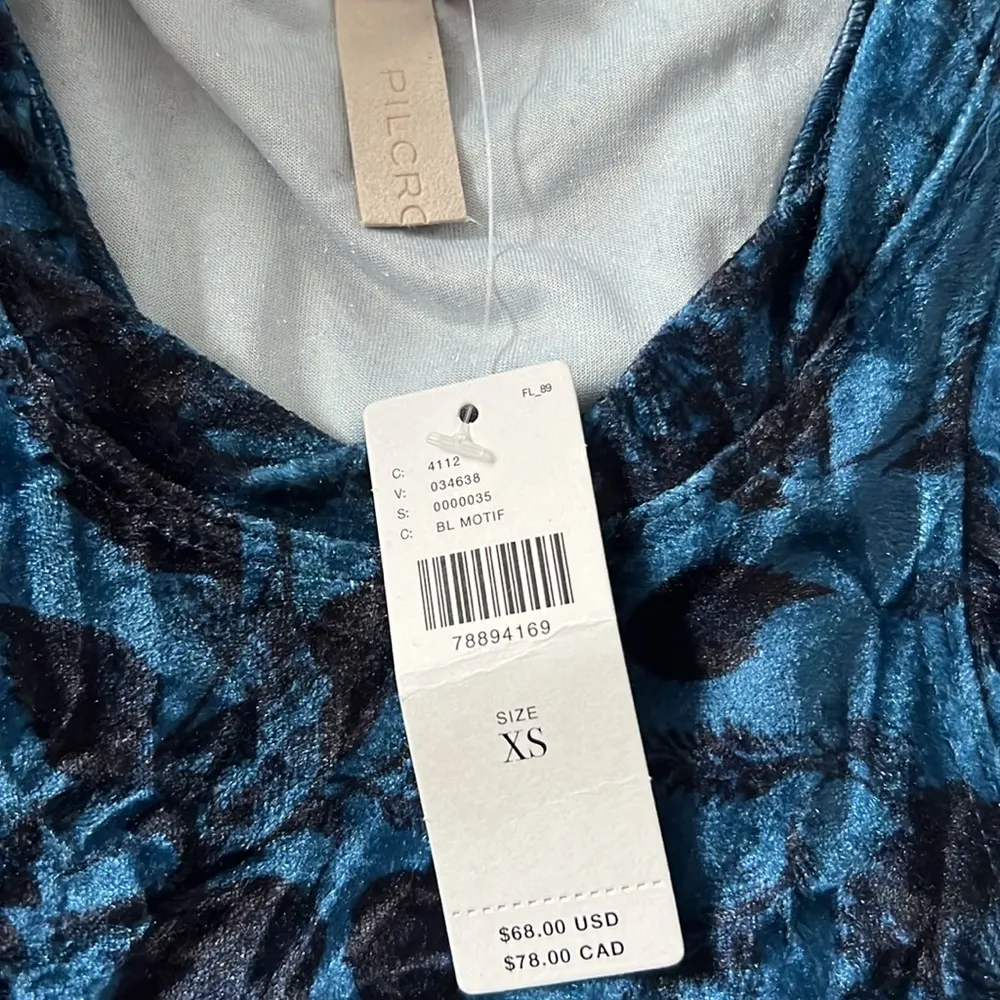 PILCRO
FL_89
C: 4112
V: 034638
S: 0000035
C: BL MOTIF
78894169
SIZE
XS
$68.00 USD
$78.00 CAD